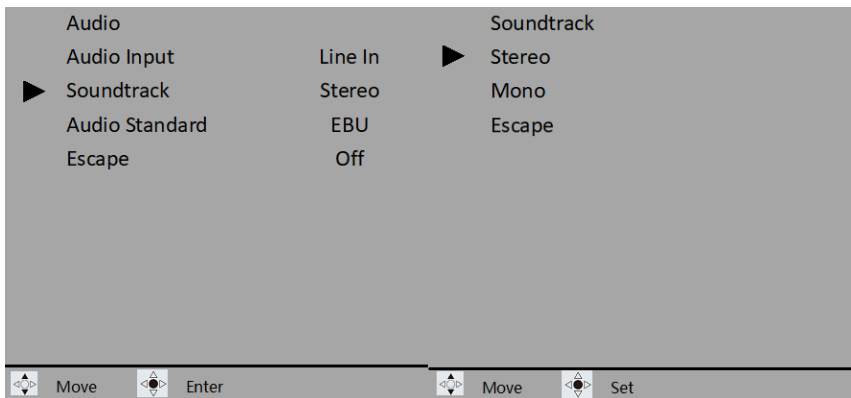 Audio
Audio Input Line In
Soundtrack Stereo
Audio Standard EBU
Escape Off
Move Enter
Soundtrack
Stereo
Mono
Escape
Move Set